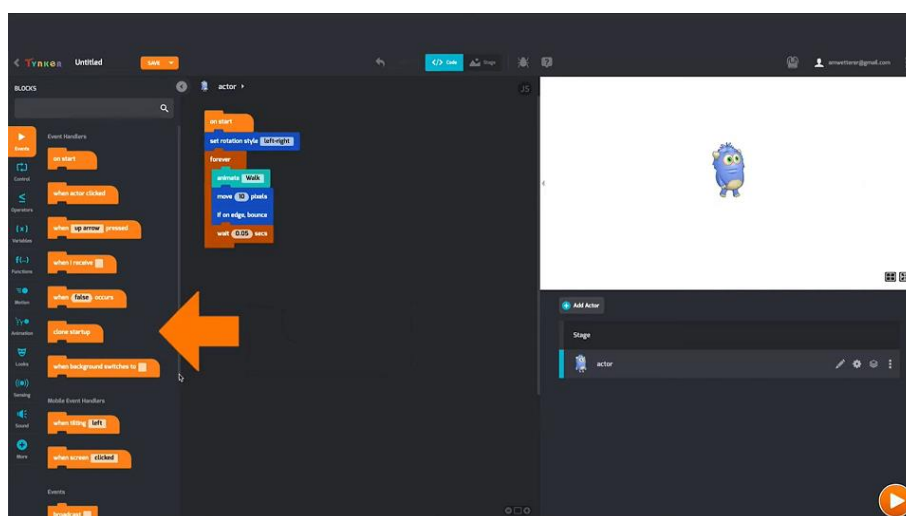 Tynker
Untitled
SAVE
</> Code
Stage
amwetterer@gmail.com
BLOCKS
actor
JS
Event Handlers
Events
on start
Control
when actor clicked
Operators
when up arrow pressed
Variables
when I receive
Functions
when false occurs
Motion
clone startup
Animation
when background switches to
Looks
Sensing
Mobile Event Handlers
when tilting left
Sound
when screen clicked
More
Events
broadcast
on start
set rotation style left-right
forever
animate Walk
move 10 pixels
if on edge, bounce
wait 0.05 secs
Add Actor
Stage
actor